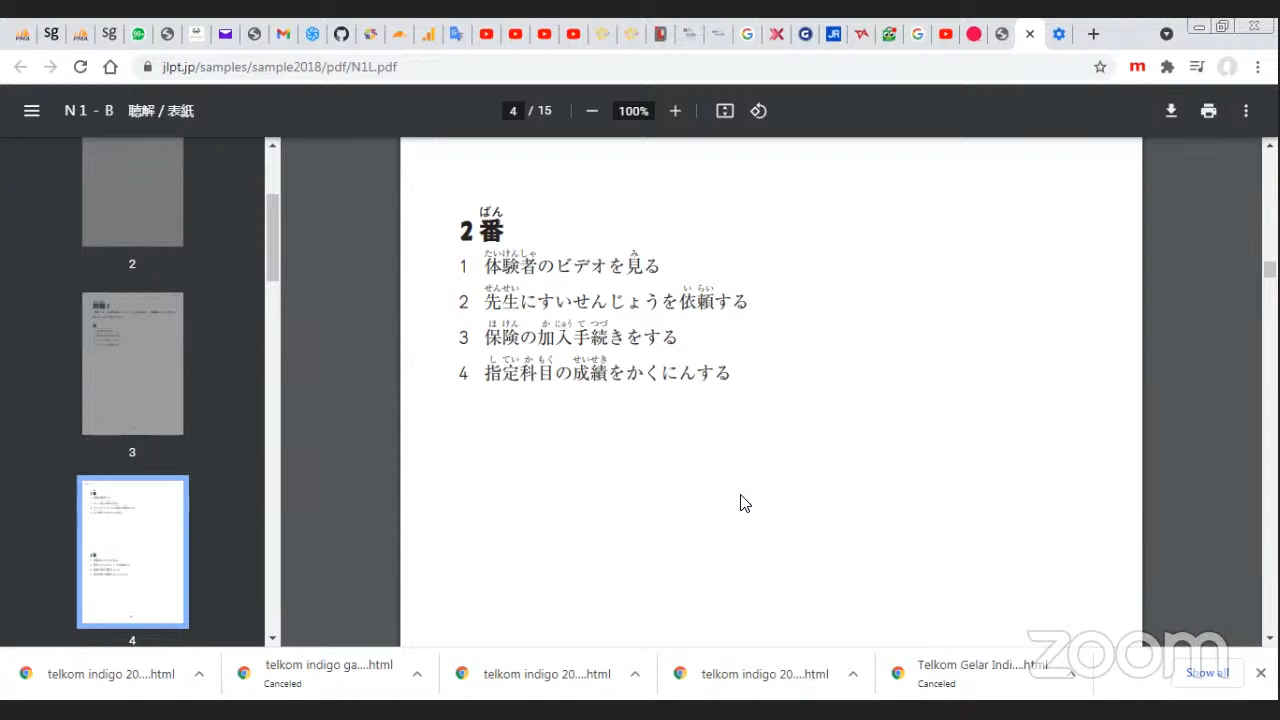 jlpt.jp/samples/sample2018/pdf/N1L.pdf
N1-B 聴解/表紙
4 / 15
100%
2
3
4
ばん
2番
たいけんしゃ み
1 体験者のビデオを見る
せんせい い らい
2 先生にすいせんじょうを依頼する
ほ けん か にゅう て つづ
3 保険の加入手続きをする
し てい か もく せいせき
4 指定科目の成績をかくにんする
zoom
telkom indigo 20....html
telkom indigo ga....html
Canceled
telkom indigo 20....html
telkom indigo 20....html
Telkom Gelar Indi....html
Canceled
Show all